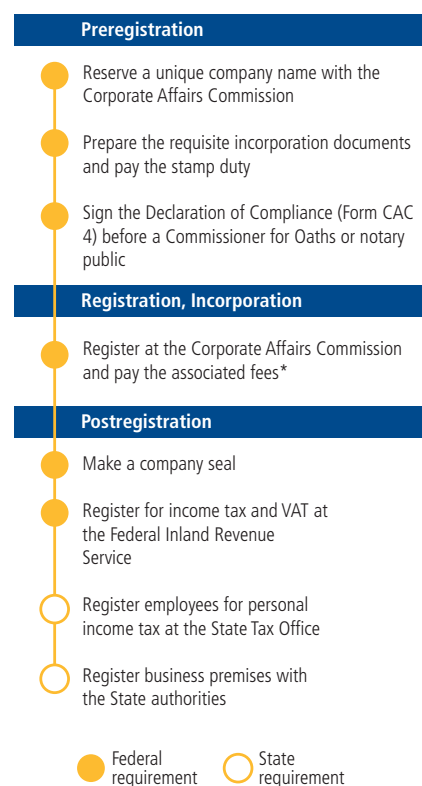 Preregistration
Reserve a unique company name with the
Corporate Affairs Commission
Prepare the requisite incorporation documents
and pay the stamp duty
Sign the Declaration of Compliance (Form CAC
4) before a Commissioner for Oaths or notary
public
Registration, Incorporation
Register at the Corporate Affairs Commission
and pay the associated fees*
Postregistration
Make a company seal
Register for income tax and VAT at
the Federal Inland Revenue
Service
Register employees for personal
income tax at the State Tax Office
Register business premises with
the State authorities
Federal
requirement
State
requirement